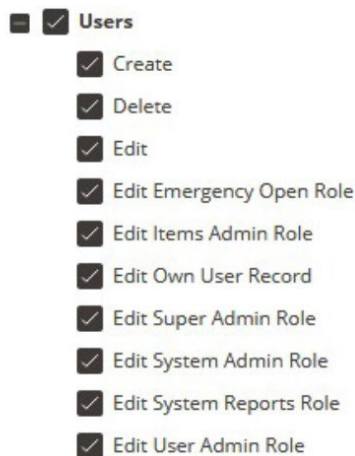 Users
Create
Delete
Edit
Edit Emergency Open Role
Edit Items Admin Role
Edit Own User Record
Edit Super Admin Role
Edit System Admin Role
Edit System Reports Role
Edit User Admin Role